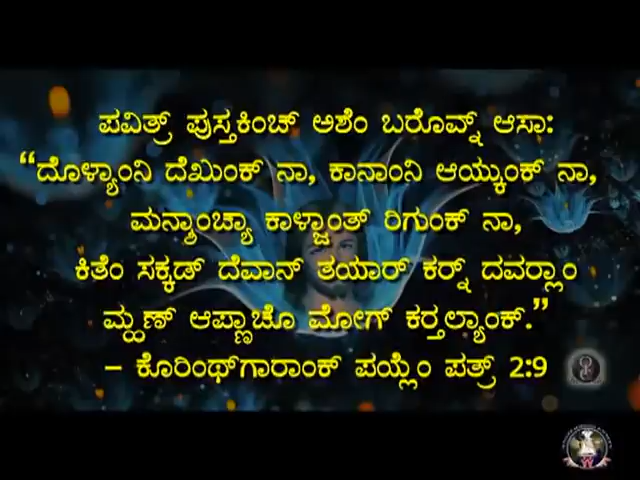 ಪವಿತ್ರ್ ಪುಸ್ತಕಿಂಚ್ ಅಶೆಂ ಬರೊವ್ನ್ ಆಸಾ:
“ದೊಳ್ಯಾಂನಿ ದೆಖುಂಕ್ ನಾ, ಕಾನಾಂನಿ ಆಯ್ಕುಂಕ್ ನಾ,
ಮನ್ಶಾಂಚ್ಯಾ ಕಾಳ್ಜಾಂತ್ ರಿಗುಂಕ್ ನಾ,
ಕಿತೆಂ ಸಕ್ಕಡ್ ದೆವಾನ್ ತಯಾರ್ ಕರ್ನ್ ದವರ‍್ಲಾಂ
ಮ್ಹಣ್ ಆಪ್ಣಾಚೊ ಮೋಗ್ ಕರ‍್ತಲ್ಯಾಂಕ್.”
– ಕೊರಿಂಥ್‌ಗಾರಾಂಕ್ ಪಯ್ಲೆಂ ಪತ್ರ್ 2:9